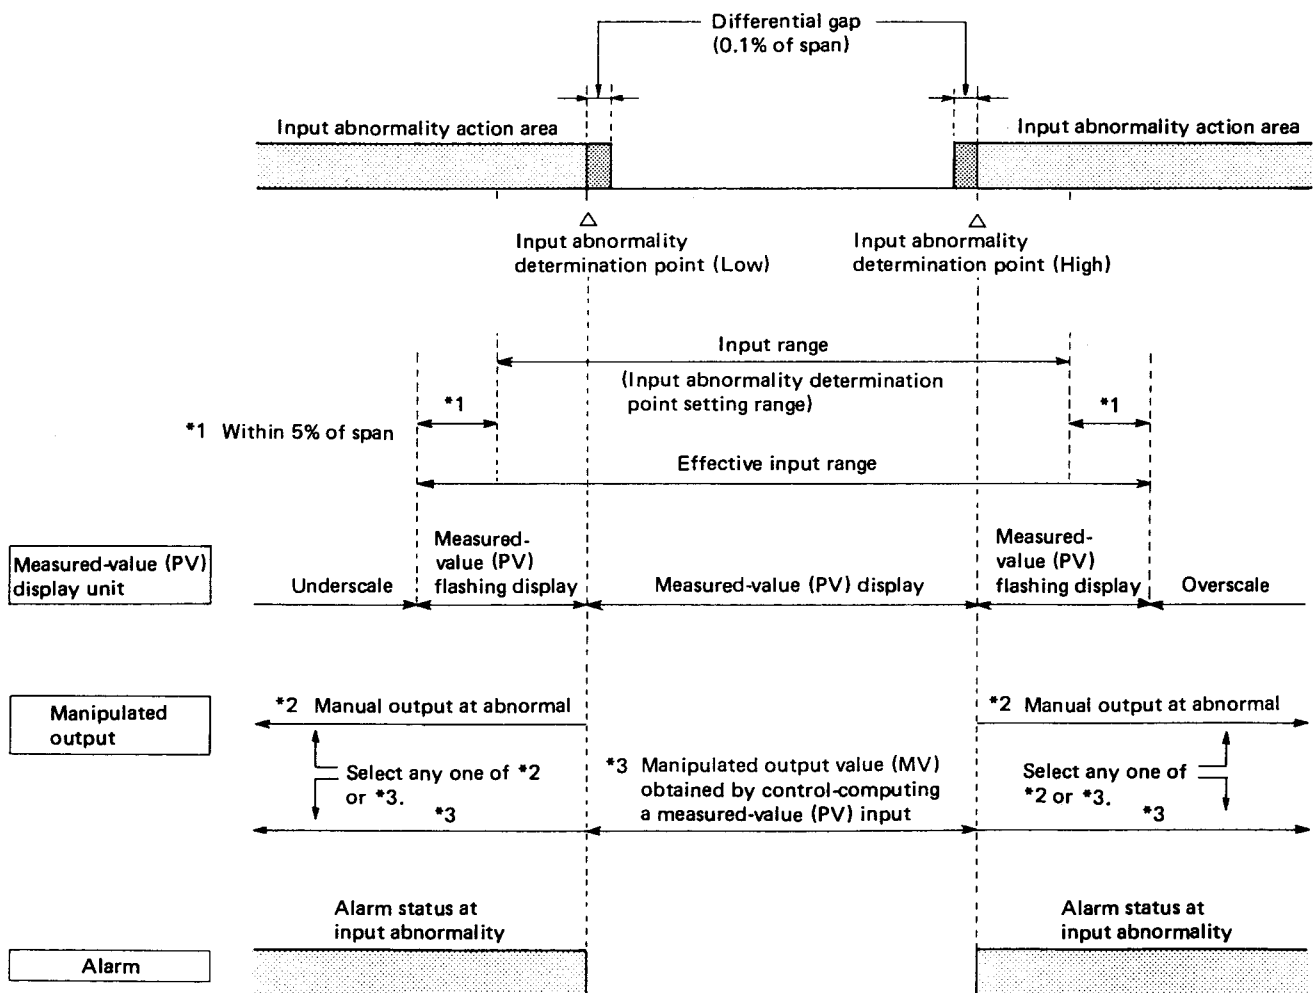 Differential gap
(0.1% of span)
Input abnormality action area
Input abnormality action area
Input abnormality
determination point (Low)
Input abnormality
determination point (High)
Input range
(Input abnormality determination
point setting range)
*1
*1
*1 Within 5% of span
Effective input range
Measured-value (PV)
display unit
Underscale
Measured-
value (PV)
flashing display
Measured-value (PV) display
Measured-
value (PV)
flashing display
Overscale
Manipulated
output
*2 Manual output at abnormal
*2 Manual output at abnormal
Select any one of *2
or *3.
*3
*3 Manipulated output value (MV)
obtained by control-computing
a measured-value (PV) input
Select any one of
*2 or *3.
*3
Alarm status at
input abnormality
Alarm status at
input abnormality
Alarm